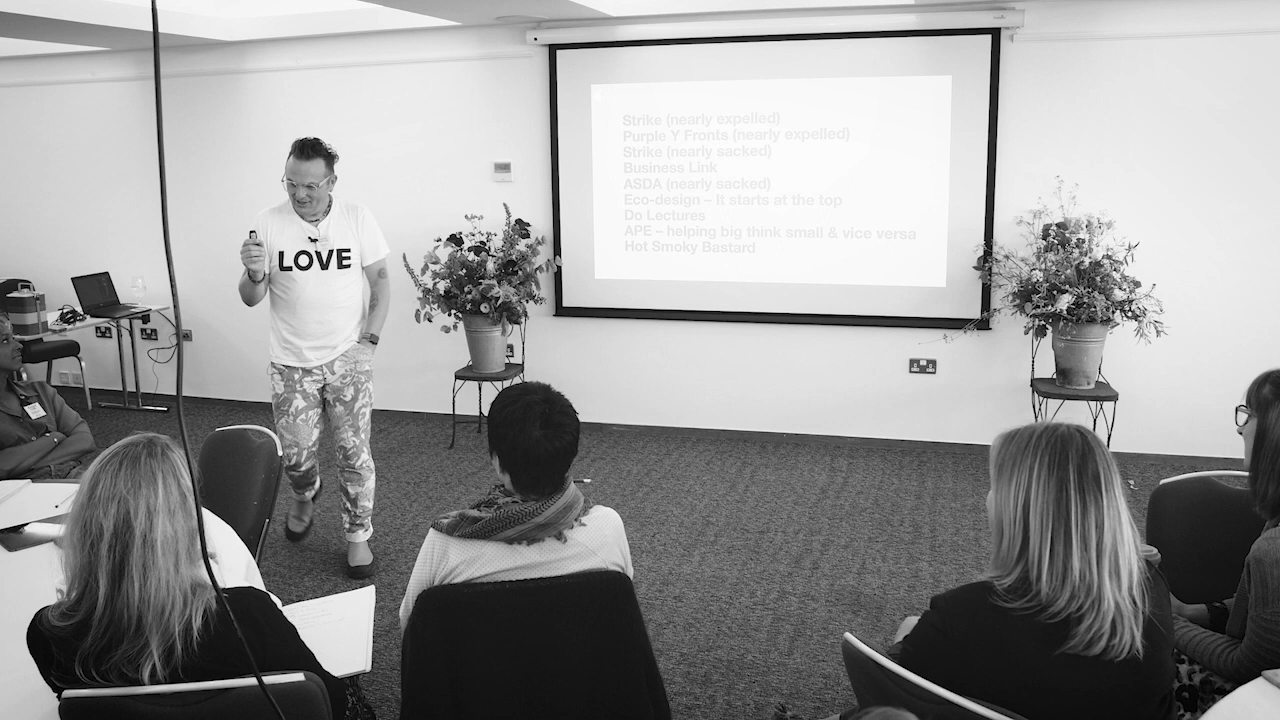 Strike (nearly expelled)
Purple Y Fronts (nearly expelled)
Strike (nearly sacked)
Business Link
ASDA (nearly sacked)
Eco-design – It starts at the top
Do Lectures
APE – helping big think small & vice versa
Hot Smoky Bastard
LOVE